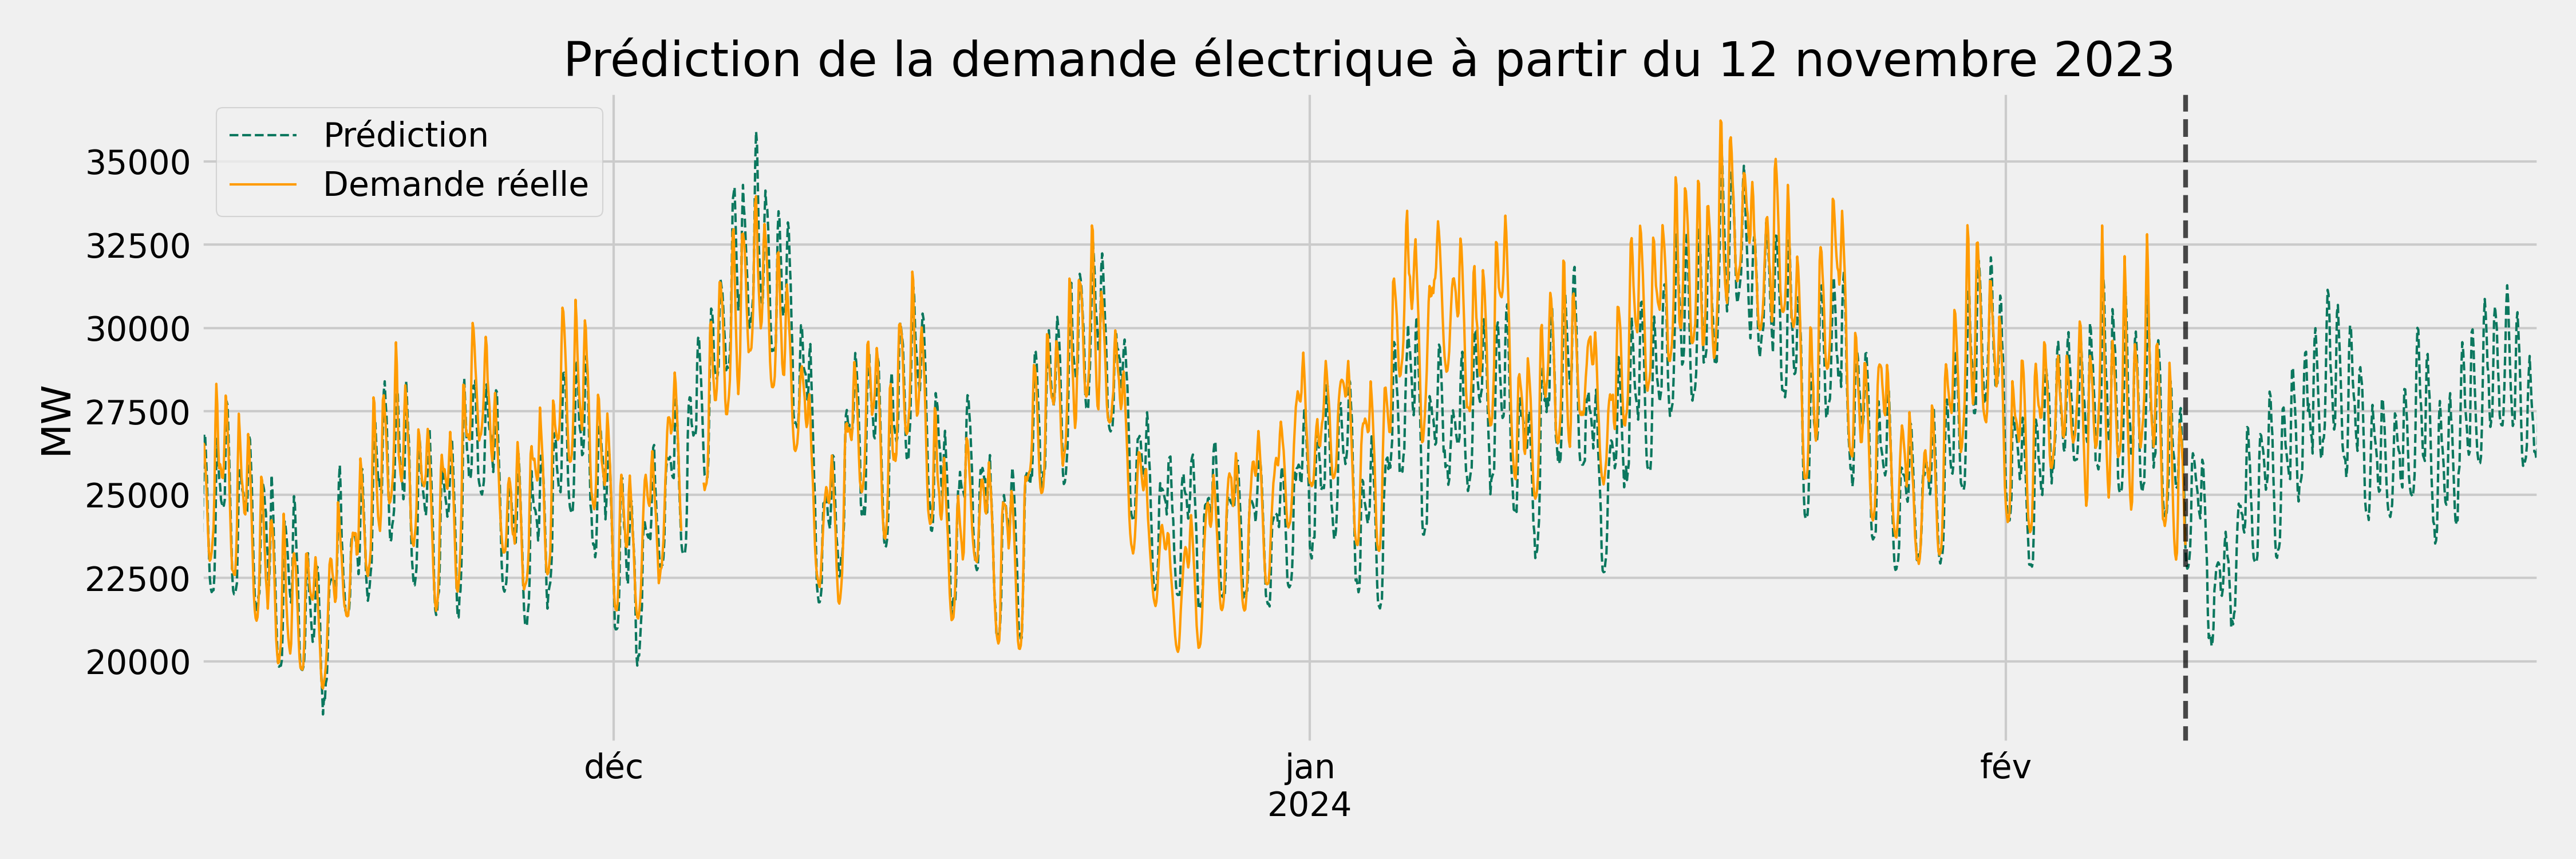 Prédiction de la demande électrique à partir du 12 novembre 2023
Prédiction
Demande réelle
MW
35000
32500
30000
27500
25000
22500
20000
déc
jan
2024
fév